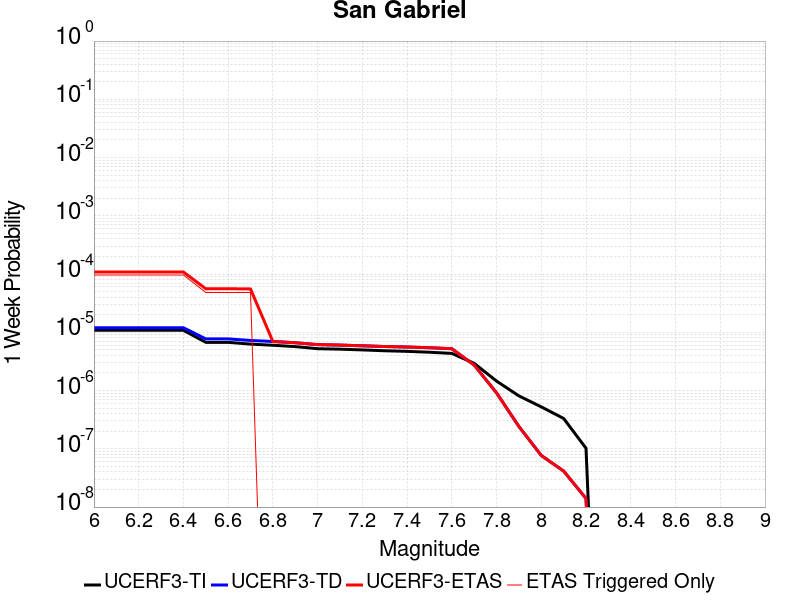 San Gabriel
10^0
10^-1
10^-2
10^-3
10^-4
10^-5
10^-6
10^-7
10^-8
1 Week Probability
6 6.2 6.4 6.6 6.8 7 7.2 7.4 7.6 7.8 8 8.2 8.4 8.6 8.8 9
Magnitude
UCERF3-TI UCERF3-TD UCERF3-ETAS ETAS Triggered Only